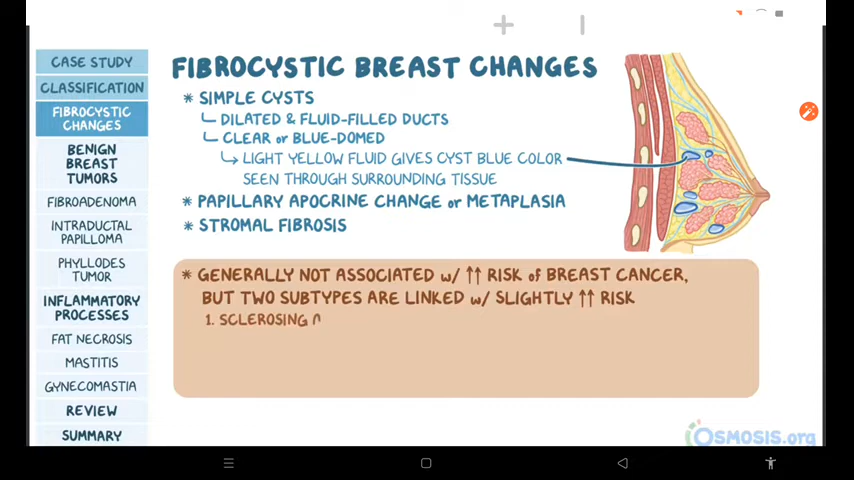 CASE STUDY
CLASSIFICATION
FIBROCYSTIC
CHANGES
BENIGN
BREAST
TUMORS
FIBROADENOMA
INTRADUCTAL
PAPILLOMA
PHYLLODES
TUMOR
INFLAMMATORY
PROCESSES
FAT NECROSIS
MASTITIS
GYNECOMASTIA
REVIEW
SUMMARY
FIBROCYSTIC BREAST CHANGES
* SIMPLE CYSTS
DILATED & FLUID-FILLED DUCTS
CLEAR or BLUE-DOMED
↳ LIGHT YELLOW FLUID GIVES CYST BLUE COLOR
SEEN THROUGH SURROUNDING TISSUE
* PAPILLARY APOCRINE CHANGE or METAPLASIA
* STROMAL FIBROSIS
* GENERALLY NOT ASSOCIATED w/ ↑↑ RISK of BREAST CANCER,
BUT TWO SUBTYPES ARE LINKED w/ SLIGHTLY ↑↑ RISK
1. SCLEROSING
OSMOSIS.org